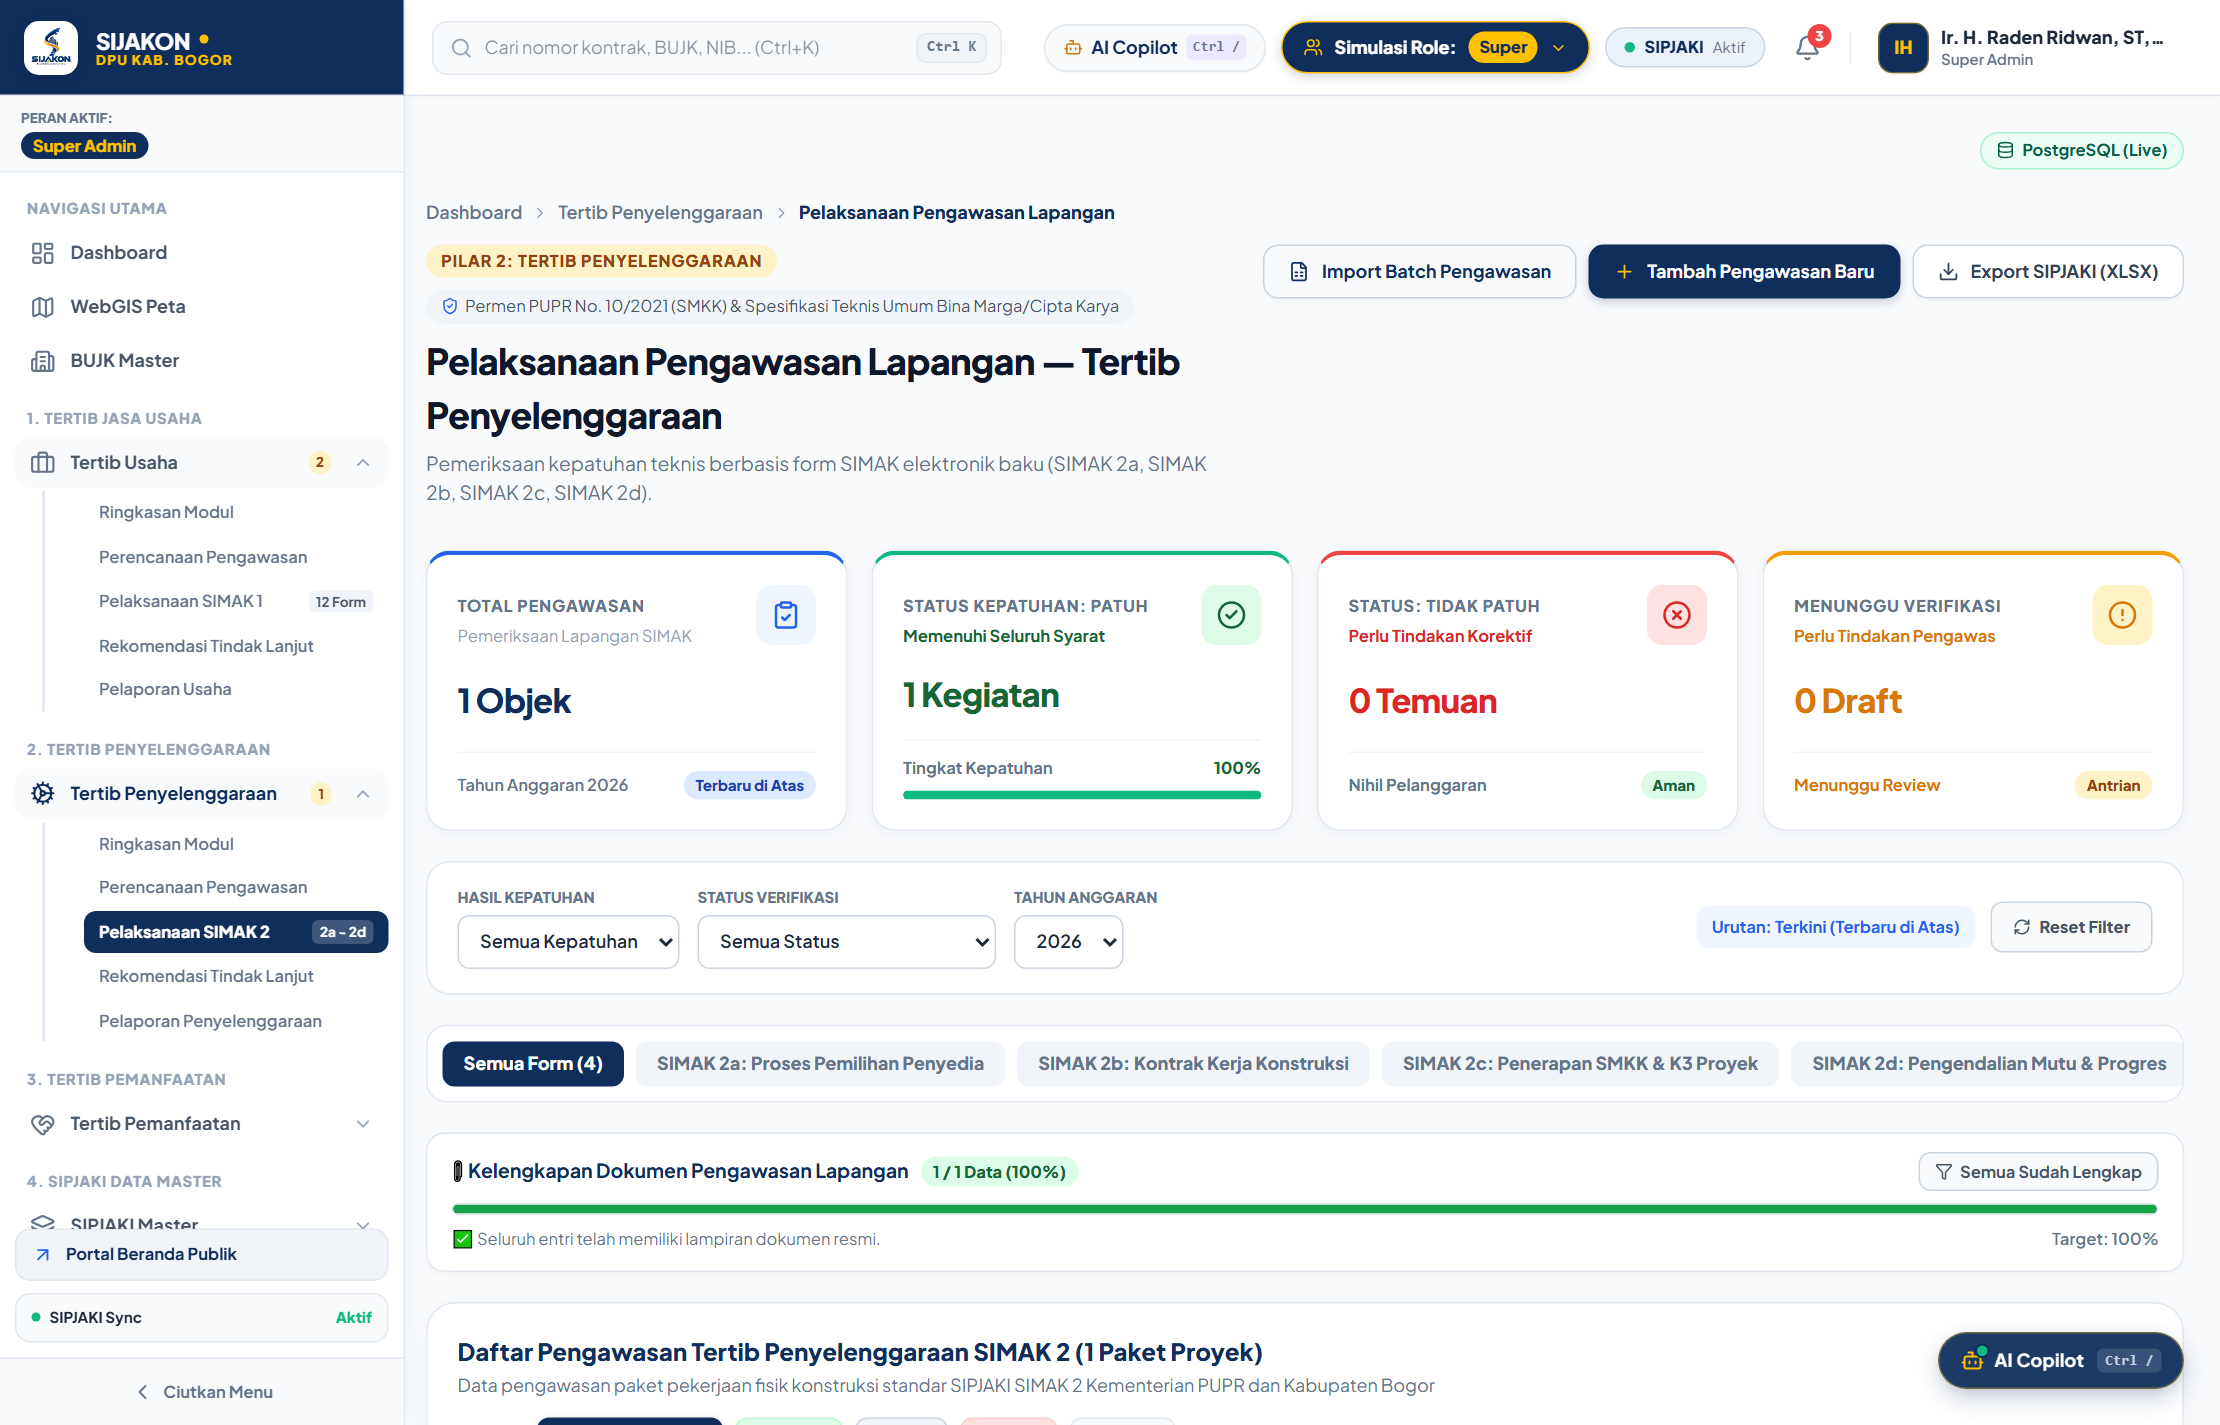 SIJAKON
SIJAKON
DPU KAB. BOGOR
Cari nomor kontrak, BUJK, NIB... (Ctrl+K)
Ctrl K
AI Copilot
Ctrl /
Simulasi Role:
Super
SIPJAKI Aktif
3
IH
Ir. H. Raden Ridwan, ST,...
Super Admin
PERAN AKTIF:
Super Admin
NAVIGASI UTAMA
Dashboard
WebGIS Peta
BUJK Master
1. TERTIB JASA USAHA
Tertib Usaha
2
Ringkasan Modul
Perencanaan Pengawasan
Pelaksanaan SIMAK 1
12 Form
Rekomendasi Tindak Lanjut
Pelaporan Usaha
2. TERTIB PENYELENGGARAAN
Tertib Penyelenggaraan
1
Ringkasan Modul
Perencanaan Pengawasan
Pelaksanaan SIMAK 2
2a - 2d
Rekomendasi Tindak Lanjut
Pelaporan Penyelenggaraan
3. TERTIB PEMANFAATAN
Tertib Pemanfaatan
4. SIPJAKI DATA MASTER
SIPJAKI Master
Portal Beranda Publik
SIPJAKI Sync
Aktif
Ciutkan Menu
PostgreSQL (Live)
Dashboard
Tertib Penyelenggaraan
Pelaksanaan Pengawasan Lapangan
PILAR 2: TERTIB PENYELENGGARAAN
Permen PUPR No. 10/2021 (SMKK) & Spesifikasi Teknis Umum Bina Marga/Cipta Karya
Import Batch Pengawasan
Tambah Pengawasan Baru
Export SIPJAKI (XLSX)
Pelaksanaan Pengawasan Lapangan — Tertib
Penyelenggaraan
Pemeriksaan kepatuhan teknis berbasis form SIMAK elektronik baku (SIMAK 2a, SIMAK
2b, SIMAK 2c, SIMAK 2d).
TOTAL PENGAWASAN
Pemeriksaan Lapangan SIMAK
1 Objek
Tahun Anggaran 2026
Terbaru di Atas
STATUS KEPATUHAN: PATUH
Memenuhi Seluruh Syarat
1 Kegiatan
Tingkat Kepatuhan
100%
STATUS: TIDAK PATUH
Perlu Tindakan Korektif
0 Temuan
Nihil Pelanggaran
Aman
MENUNGGU VERIFIKASI
Perlu Tindakan Pengawas
0 Draft
Menunggu Review
Antrian
HASIL KEPATUHAN
Semua Kepatuhan
STATUS VERIFIKASI
Semua Status
TAHUN ANGGARAN
2026
Urutan: Terkini (Terbaru di Atas)
Reset Filter
Semua Form (4)
SIMAK 2a: Proses Pemilihan Penyedia
SIMAK 2b: Kontrak Kerja Konstruksi
SIMAK 2c: Penerapan SMKK & K3 Proyek
SIMAK 2d: Pengendalian Mutu & Progres
Kelengkapan Dokumen Pengawasan Lapangan
1 / 1 Data (100%)
Semua Sudah Lengkap
Seluruh entri telah memiliki lampiran dokumen resmi.
Target: 100%
Daftar Pengawasan Tertib Penyelenggaraan SIMAK 2 (1 Paket Proyek)
Data pengawasan paket pekerjaan fisik konstruksi standar SIPJAKI SIMAK 2 Kementerian PUPR dan Kabupaten Bogor
AI Copilot
Ctrl /